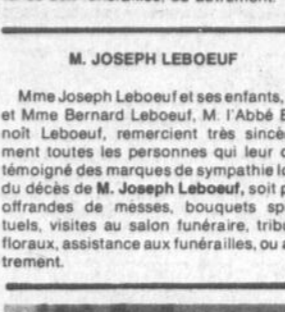 M. JOSEPH LEBOEUF
Mme Joseph Leboeuf et ses enfants,
et Mme Bernard Leboeuf, M. l'Abbé B
noît Leboeuf, remercient très sincè
ment toutes les personnes qui leur
témoigné des marques de sympathie lo
du décès de M. Joseph Leboeuf, soit p
offrandes de messes, bouquets sp
tuels, visites au salon funéraire, tribu
floraux, assistance aux funérailles, ou a
trement.